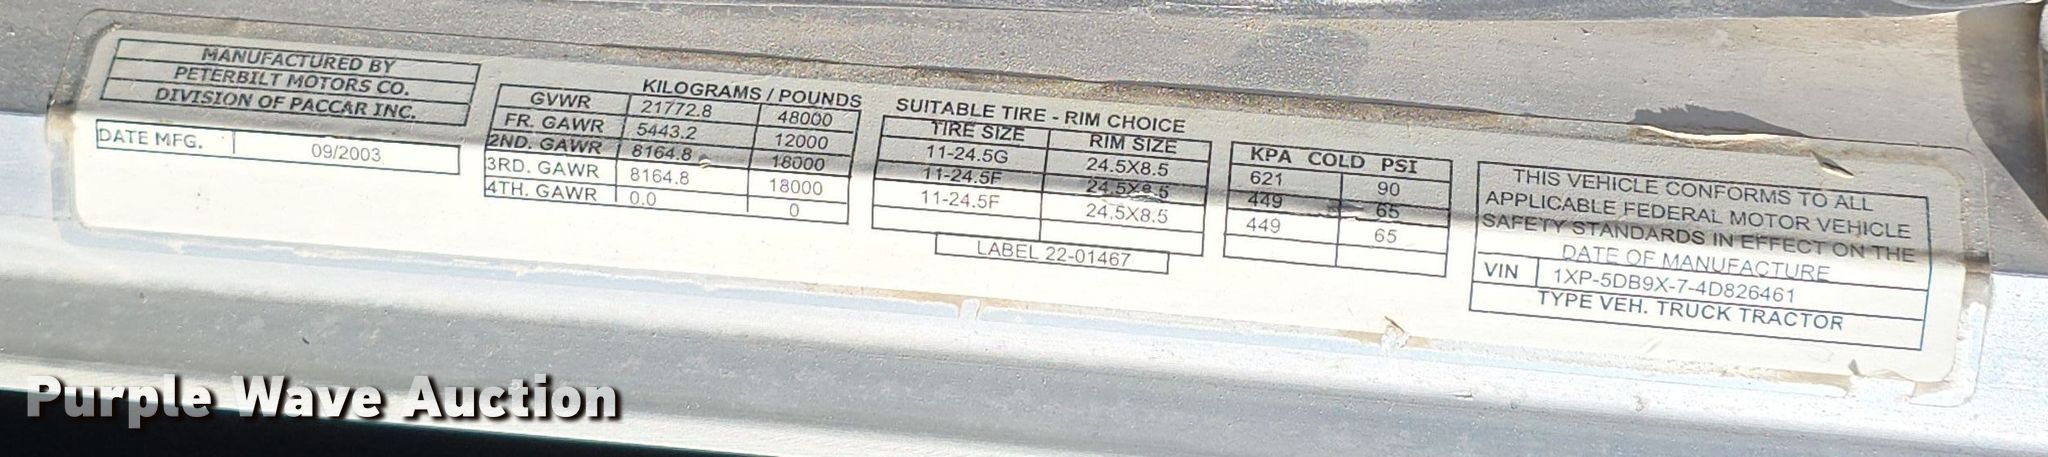 MANUFACTURED BY
PETERBILT MOTORS CO.
DIVISION OF PACCAR INC.
DATE MFG. 09/2003
KILOGRAMS / POUNDS
GVWR 21772.8 48000
FR. GAWR 5443.2 12000
2ND. GAWR 8164.8 18000
3RD. GAWR 8164.8 18000
4TH. GAWR 0.0 0
SUITABLE TIRE - RIM CHOICE
TIRE SIZE RIM SIZE
11-24.5G 24.5X8.5
11-24.5F 24.5X8.5
11-24.5F 24.5X8.5
LABEL 22-01467
KPA COLD PSI
621 90
449 65
449 65
THIS VEHICLE CONFORMS TO ALL
APPLICABLE FEDERAL MOTOR VEHICLE
SAFETY STANDARDS IN EFFECT ON THE
DATE OF MANUFACTURE
VIN 1XP-5DB9X-7-4D826461
TYPE VEH. TRUCK TRACTOR
Purple Wave Auction